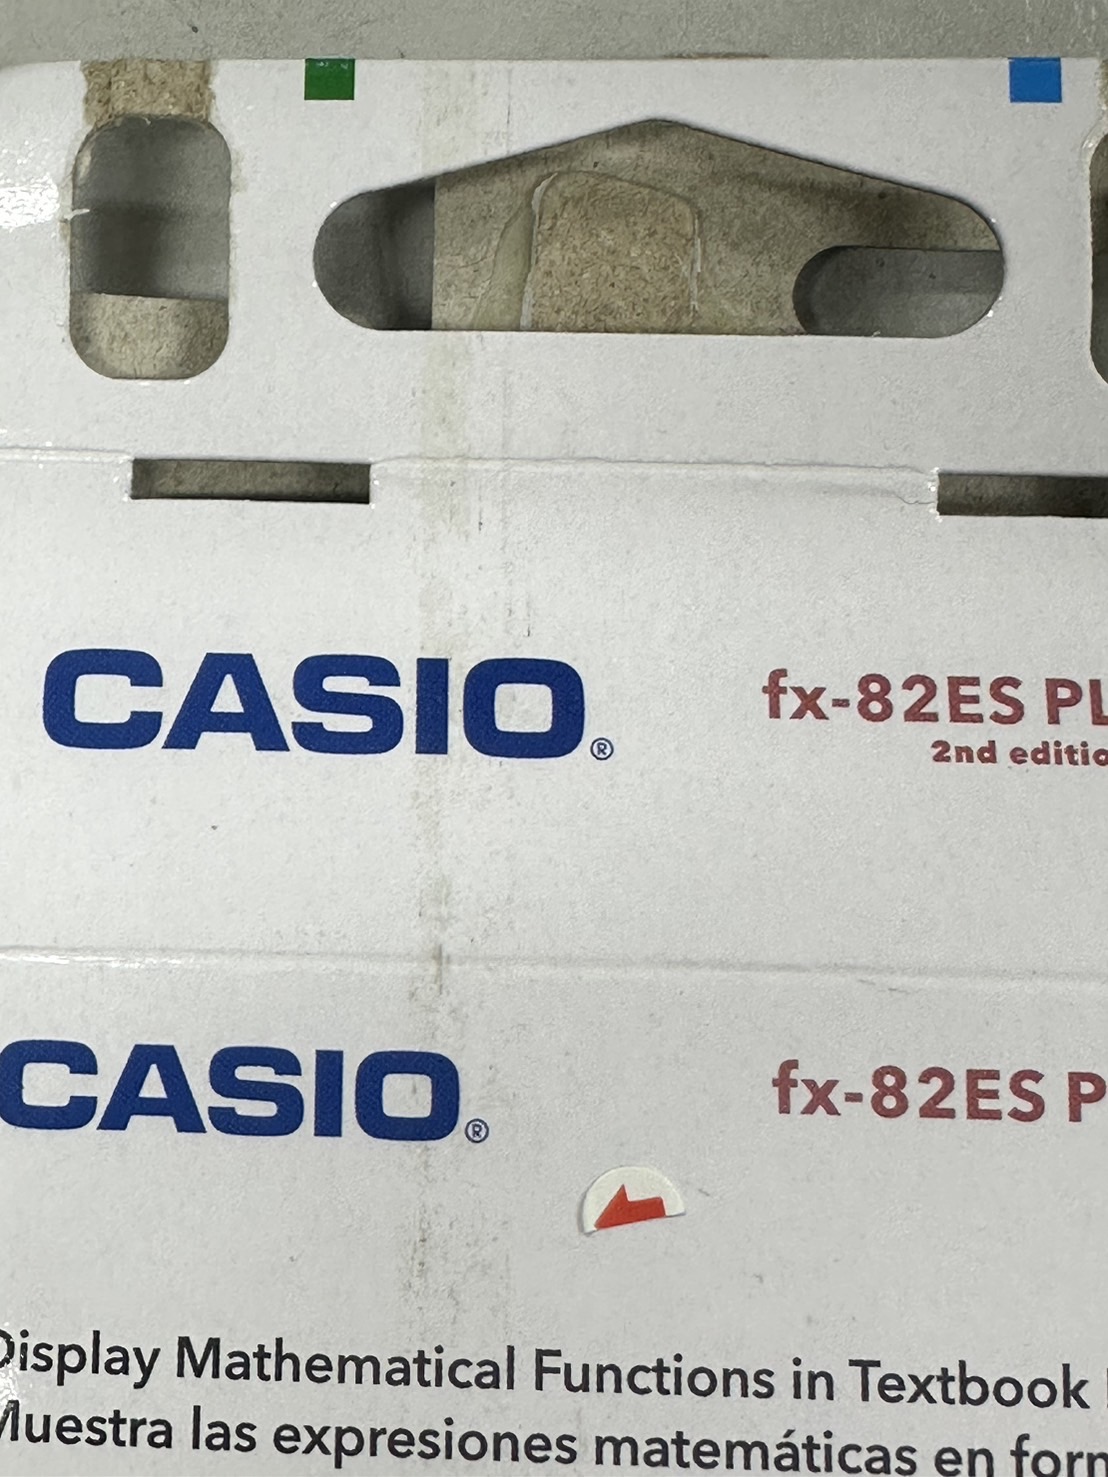 CASIO®
fx-82ES PL
2nd editio
CASIO®
fx-82ES P
Display Mathematical Functions in Textbook
Muestra las expresiones matemáticas en form